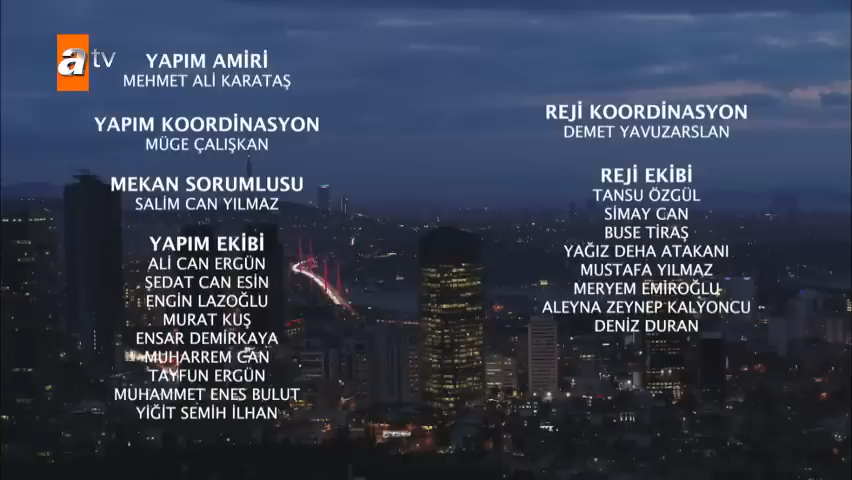 atv
YAPIM AMİRİ
MEHMET ALİ KARATAŞ
YAPIM KOORDİNASYON
MÜGE ÇALIŞKAN
MEKAN SORUMLUSU
SALİM CAN YILMAZ
YAPIM EKİBİ
ALİ CAN ERGÜN
SEDAT CAN ESİN
ENGİN LAZOĞLU
MURAT KUŞ
ENSAR DEMİRKAYA
MUHARREM CAN
TAYFUN ERGÜN
MUHAMMET ENES BULUT
YİĞİT SEMİH İLHAN
REJİ KOORDİNASYON
DEMET YAVUZARSLAN
REJİ EKİBİ
TANSU ÖZGÜL
SİMAY CAN
BUSE TİRAŞ
YAĞIZ DEHA ATAKANI
MUSTAFA YILMAZ
MERYEM EMİROĞLU
ALEYNA ZEYNEP KALYONCU
DENİZ DURAN